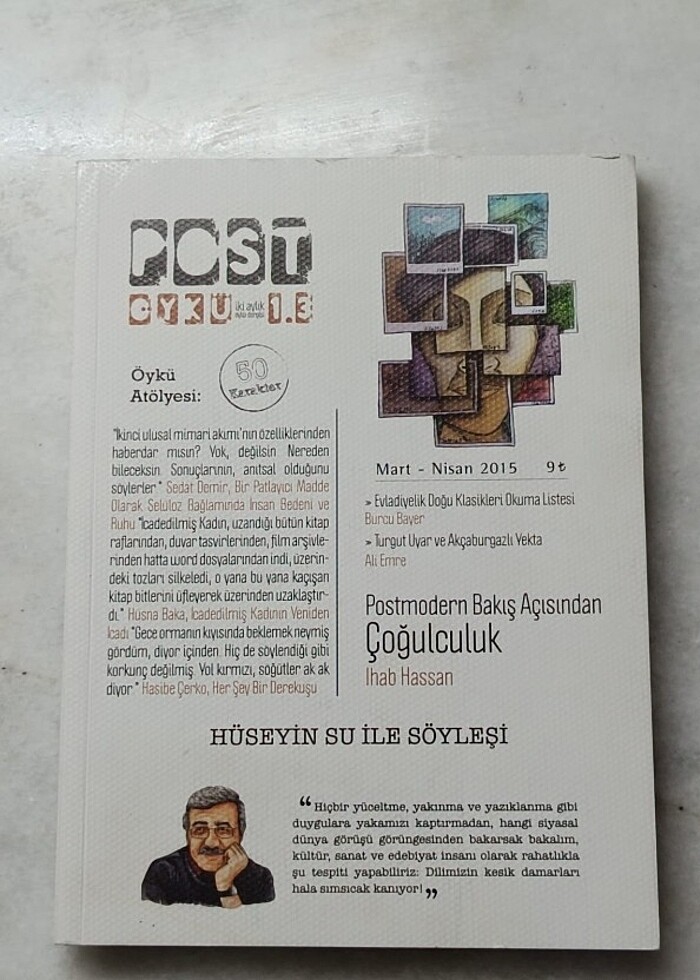 POST
ÖYKÜ iki aylık öykü dergisi 1.3
Öykü
Atölyesi:
50
Karakter
"İkinci ulusal mimari akımı'nın özelliklerinden
haberdar mısın? Yok, değilsin. Nereden
bileceksin. Sonuçlarının, anıtsal olduğunu
söylerler." Sedat Demir, Bir Patlayıcı Madde
Olarak Selüloz Bağlamında İnsan Bedeni ve
Ruhu "İcadedilmiş Kadın, uzandığı bütün kitap
raflarından, duvar tasvirlerinden, film arşivle-
rinden hatta word dosyalarından indi, üzerin-
deki tozları silkeledi, o yana bu yana kaçışan
kitap bitlerini üfleyerek üzerinden uzaklaştır-
dı." Hüsna Baka, İcadedilmiş Kadının Yeniden
İcadı "Gece ormanın kıyısında beklemek neymiş
gördüm, diyor içinden. Hiç de söylendiği gibi
korkunç değilmiş. Yol kırmızı, söğütler ak ak
diyor." Hasibe Çerko, Her Şey Bir Derekuşu
Mart - Nisan 2015 9₺
» Evladiyelik Doğu Klasikleri Okuma Listesi
Burcu Bayer
» Turgut Uyar ve Akçaburgazlı Yekta
Ali Emre
Postmodern Bakış Açısından
Çoğulculuk
Ihab Hassan
HÜSEYİN SU İLE SÖYLEŞİ
“Hiçbir yüceltme, yakınma ve yazıklanma gibi
duygulara yakamızı kaptırmadan, hangi siyasal
dünya görüşü görüngesinden bakarsak bakalım,
kültür, sanat ve edebiyat insanı olarak rahatlıkla
şu tespiti yapabiliriz: Dilimizin kesik damarları
hala sımsıcak kanıyor!”